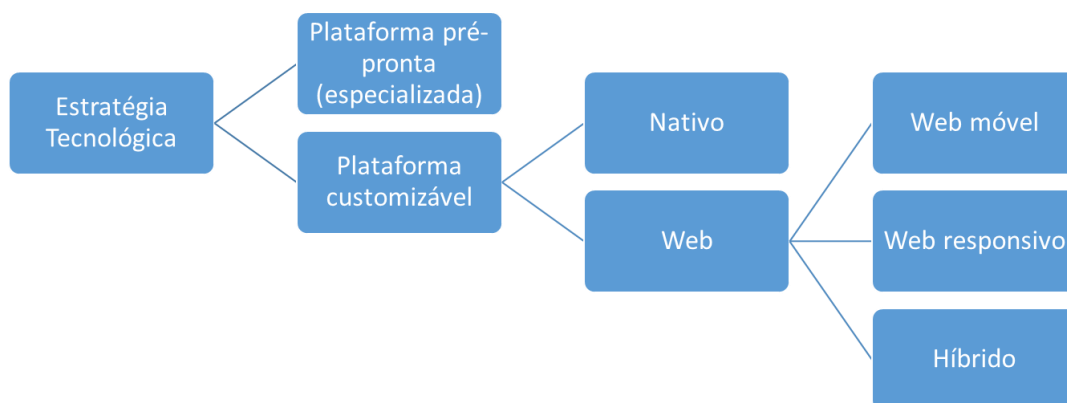 Estratégia
Tecnológica
Plataforma pré-
pronta
(especializada)
Plataforma
customizável
Nativo
Web
Web móvel
Web responsivo
Híbrido